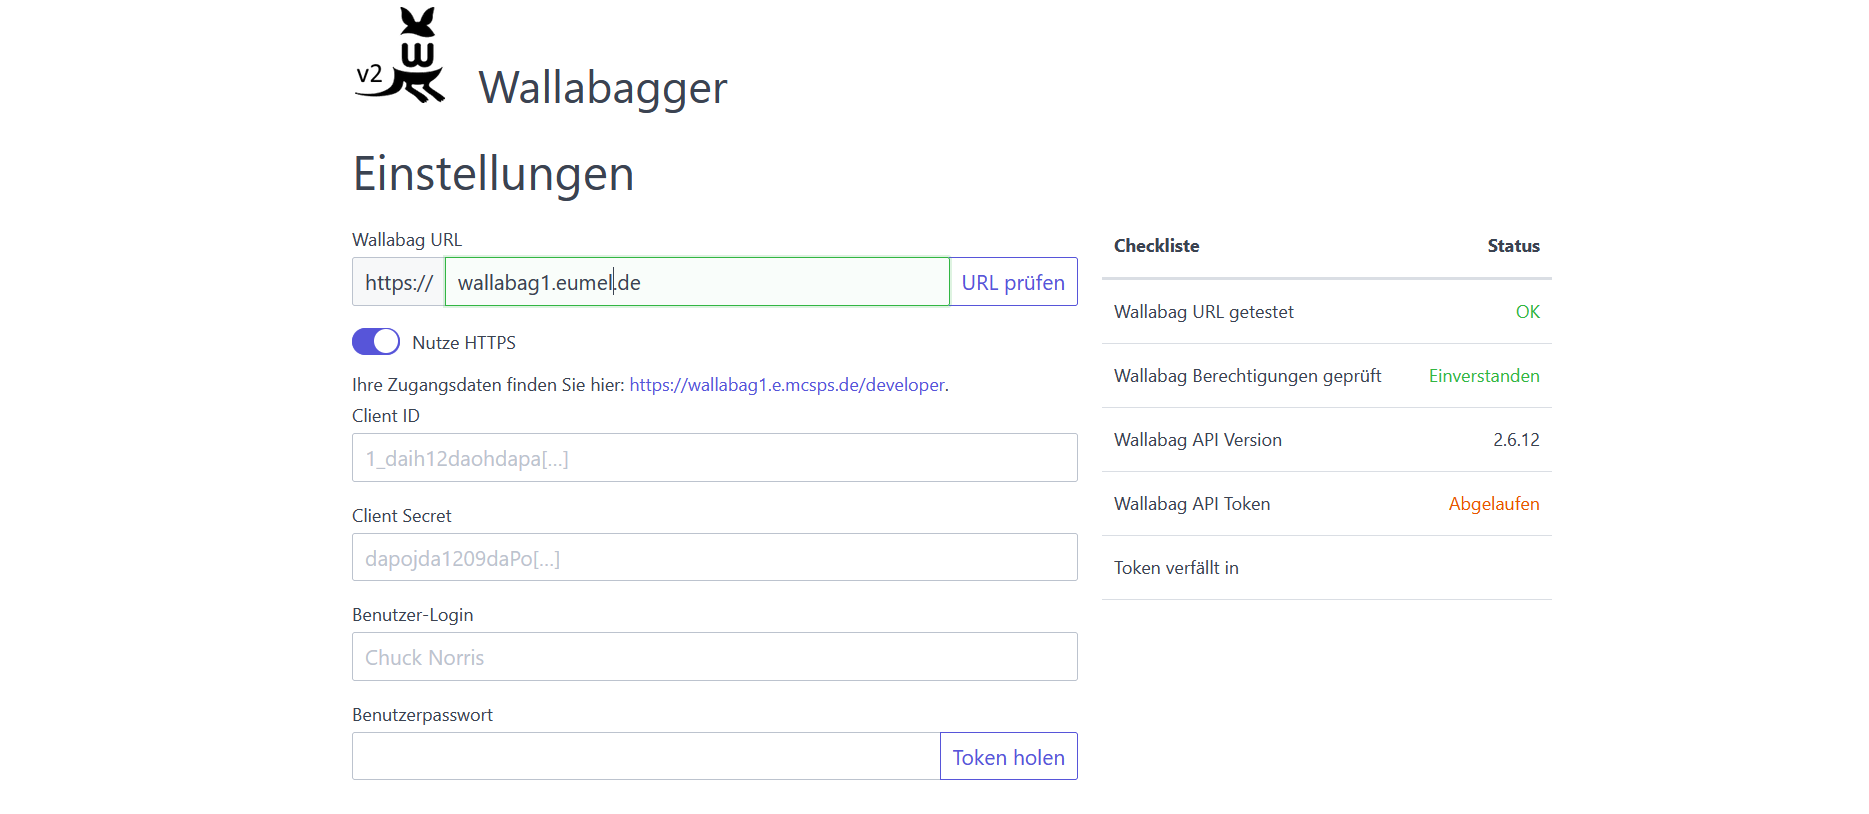 v2
W
Wallabagger
Einstellungen
Wallabag URL
https:// wallabag1.eumel.de URL prüfen
Nutze HTTPS
Ihre Zugangsdaten finden Sie hier: https://wallabag1.e.mcsps.de/developer.
Client ID
1_daih12daohdapa[...]
Client Secret
dapojda1209daPo[...]
Benutzer-Login
Chuck Norris
Benutzerpasswort
Token holen
Checkliste Status
Wallabag URL getestet OK
Wallabag Berechtigungen geprüft Einverstanden
Wallabag API Version 2.6.12
Wallabag API Token Abgelaufen
Token verfällt in